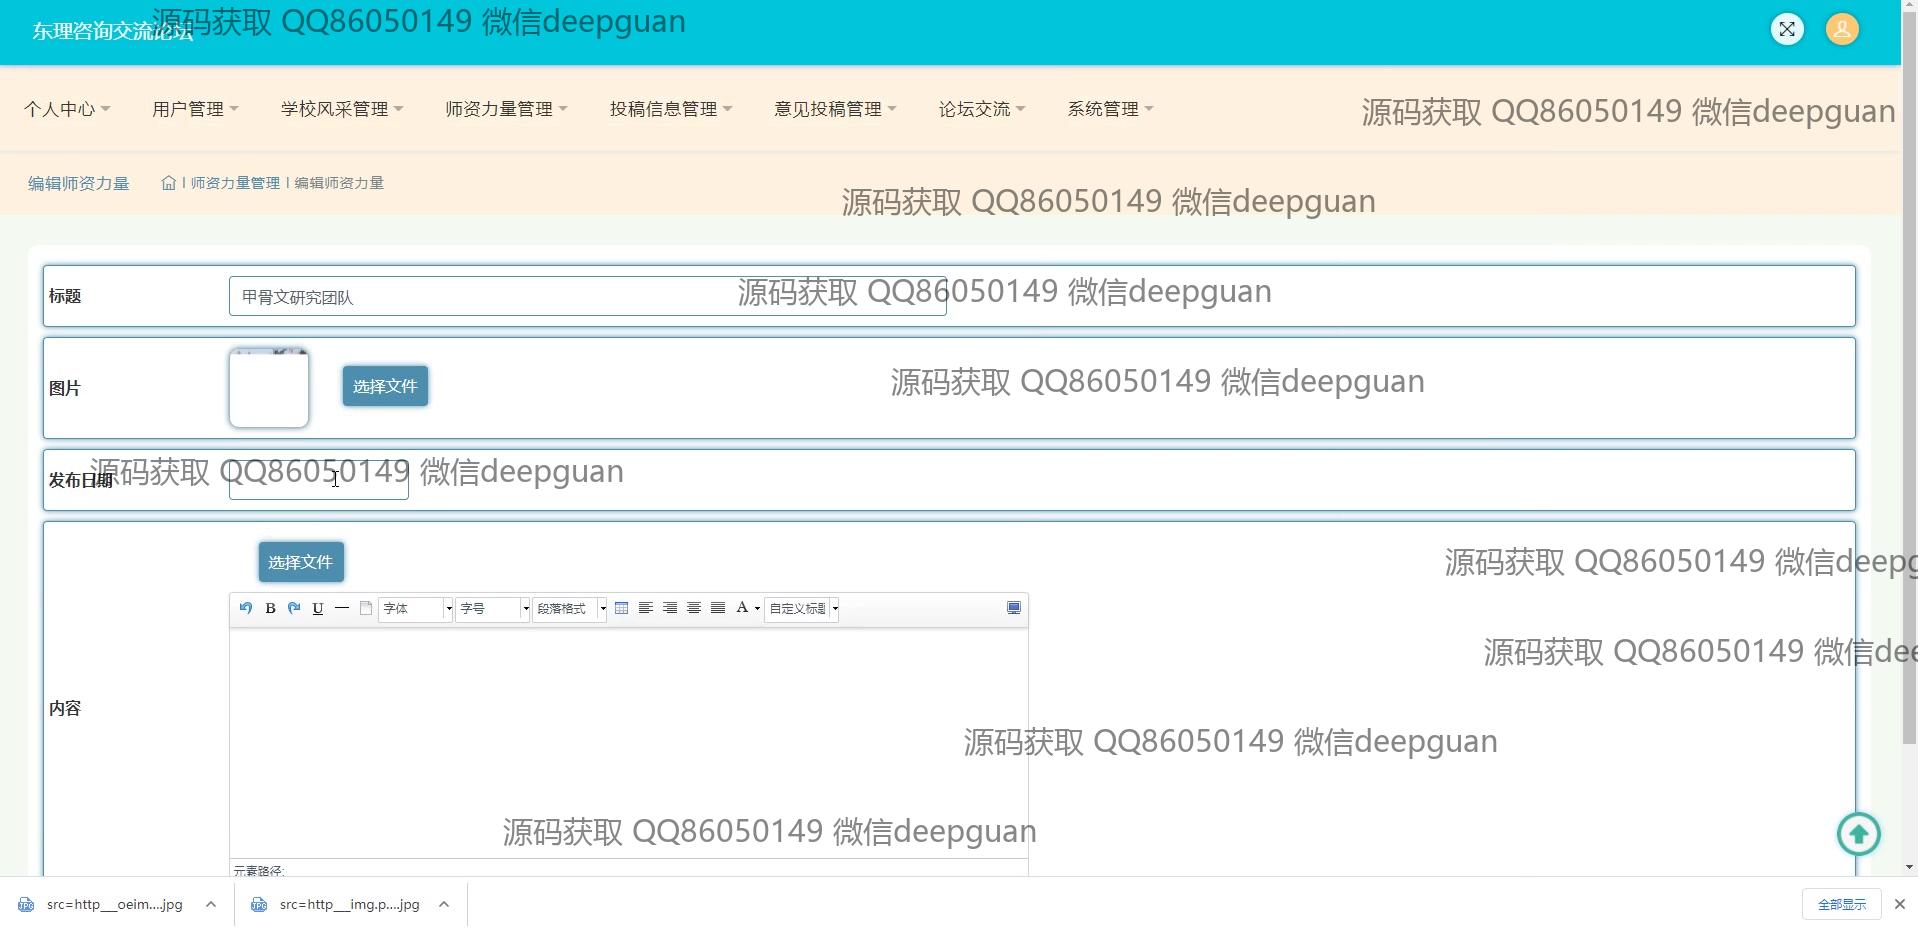 东理咨询交流论坛
源码获取 QQ86050149 微信deepguan
个人中心 用户管理 学校风采管理 师资力量管理 投稿信息管理 意见投稿管理 论坛交流 系统管理
源码获取 QQ86050149 微信deepguan
编辑师资力量 | 师资力量管理 | 编辑师资力量
源码获取 QQ86050149 微信deepguan
标题 甲骨文研究团队
源码获取 QQ86050149 微信deepguan
图片 选择文件
源码获取 QQ86050149 微信deepguan
发布日期
源码获取 QQ86050149 微信deepguan
选择文件
源码获取 QQ86050149 微信deepg
B U 字体 字号 段落格式 A 自定义标题
源码获取 QQ86050149 微信dee
内容
源码获取 QQ86050149 微信deepguan
源码获取 QQ86050149 微信deepguan
元素路径:
src=http___oeim....jpg src=http___img.p....jpg 全部显示